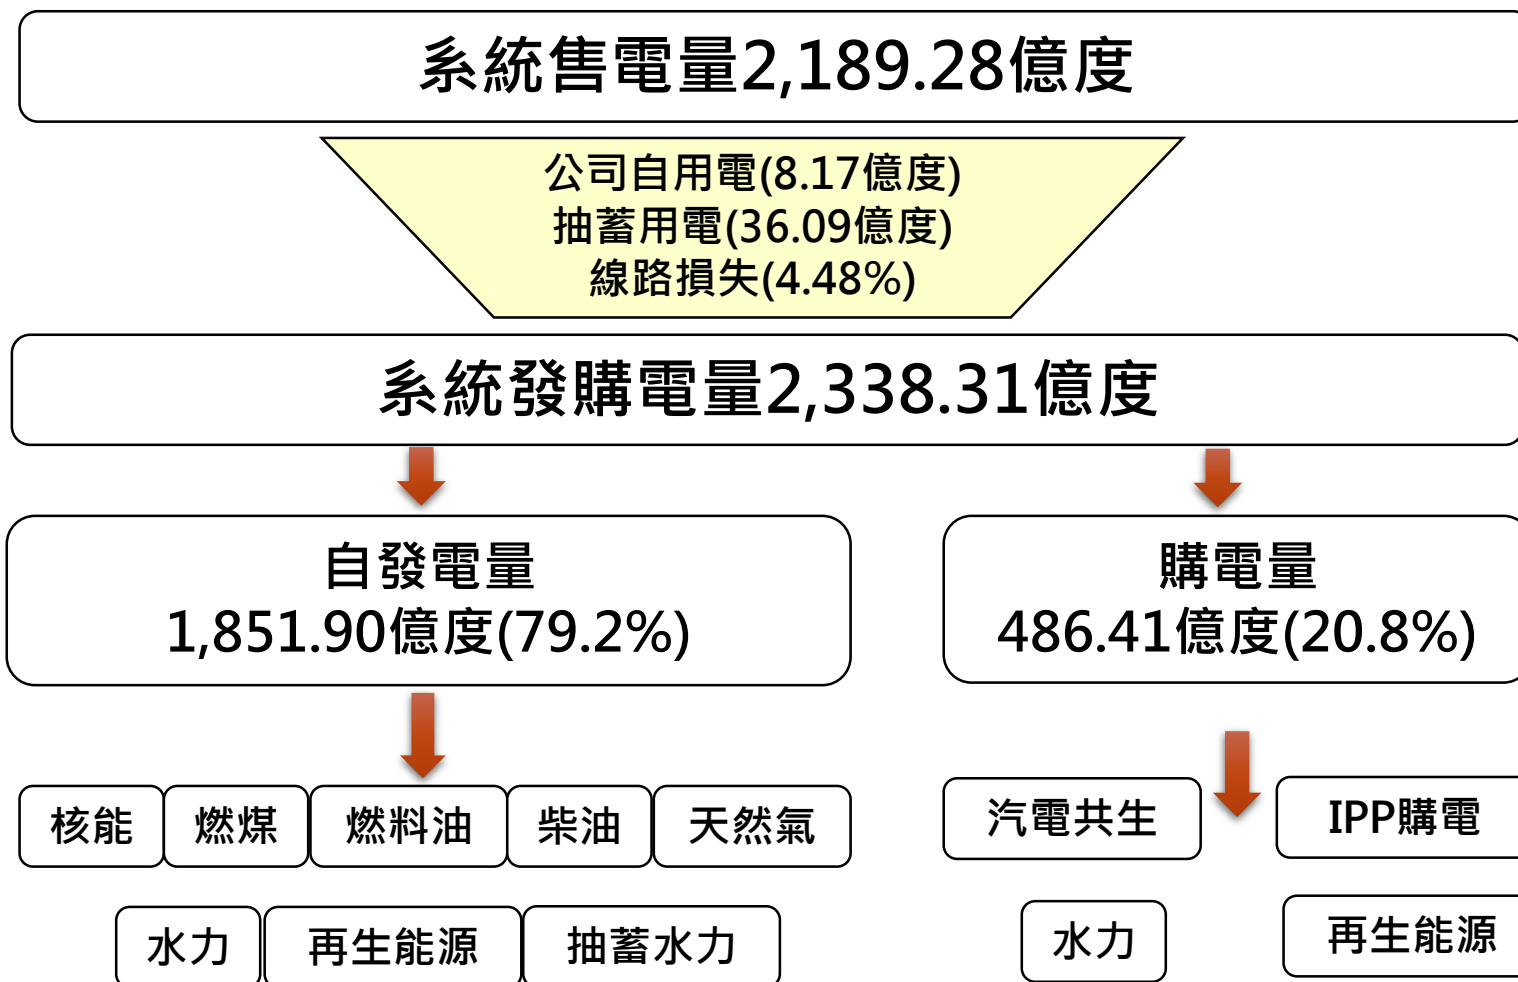 系統售電量2,189.28億度
公司自用電(8.17億度)
抽蓄用電(36.09億度)
線路損失(4.48%)
系統發購電量2,338.31億度
自發電量
1,851.90億度(79.2%)
購電量
486.41億度(20.8%)
核能
燃煤
燃料油
柴油
天然氣
汽電共生
IPP購電
水力
再生能源
抽蓄水力
水力
再生能源